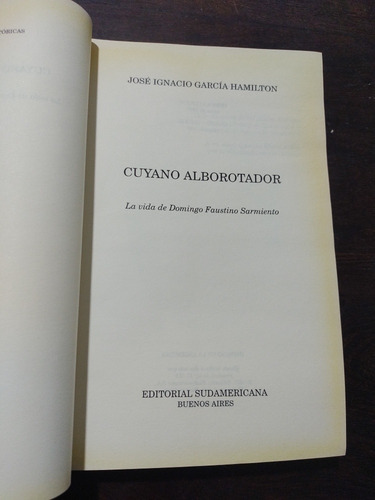 JOSÉ IGNACIO GARCÍA HAMILTON
CUYANO ALBOROTADOR
La vida de Domingo Faustino Sarmiento
EDITORIAL SUDAMERICANA
BUENOS AIRES